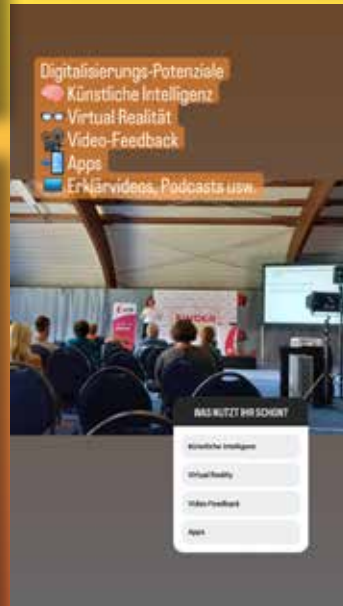 Digitalisierungs-Potenziale
🧠 Künstliche Intelligenz
👓 Virtual Realität
📽️ Video-Feedback
📲 Apps
💻 Erklärvideos, Podcasts usw.
WAS NUTZT IHR SCHON?
Künstliche Intelligenz
Virtual Reality
Video-Feedback
Apps